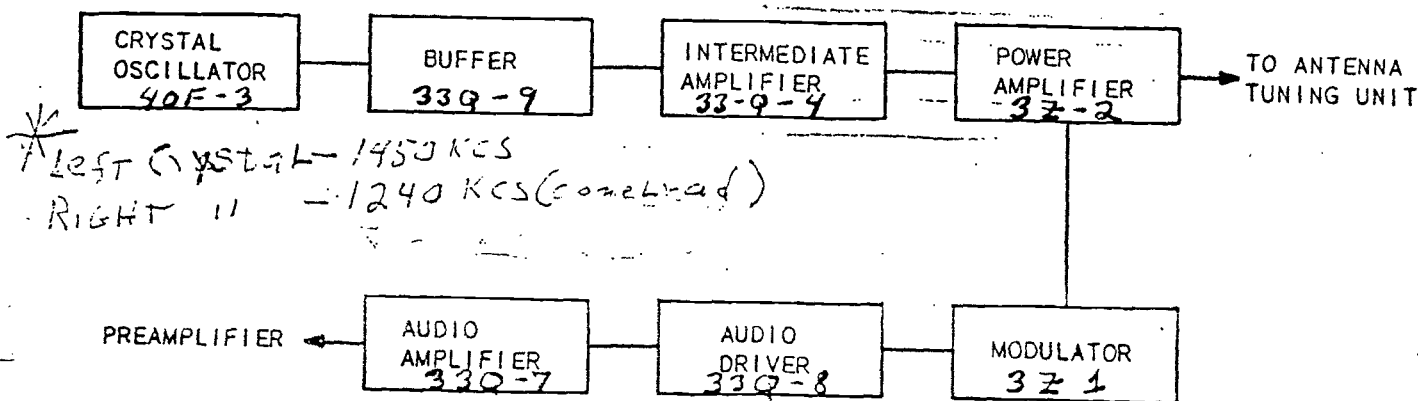 CRYSTAL
OSCILLATOR
40F-3
BUFFER
33Q-9
INTERMEDIATE
AMPLIFIER
33-Q-4
POWER
AMPLIFIER
3Z-2
TO ANTENNA
TUNING UNIT
* Left Crystal - 1450 KCS
RIGHT " - 1240 KCS (conelrad)
PREAMPLIFIER
AUDIO
AMPLIFIER
33Q-7
AUDIO
DRIVER
33Q-8
MODULATOR
3Z1